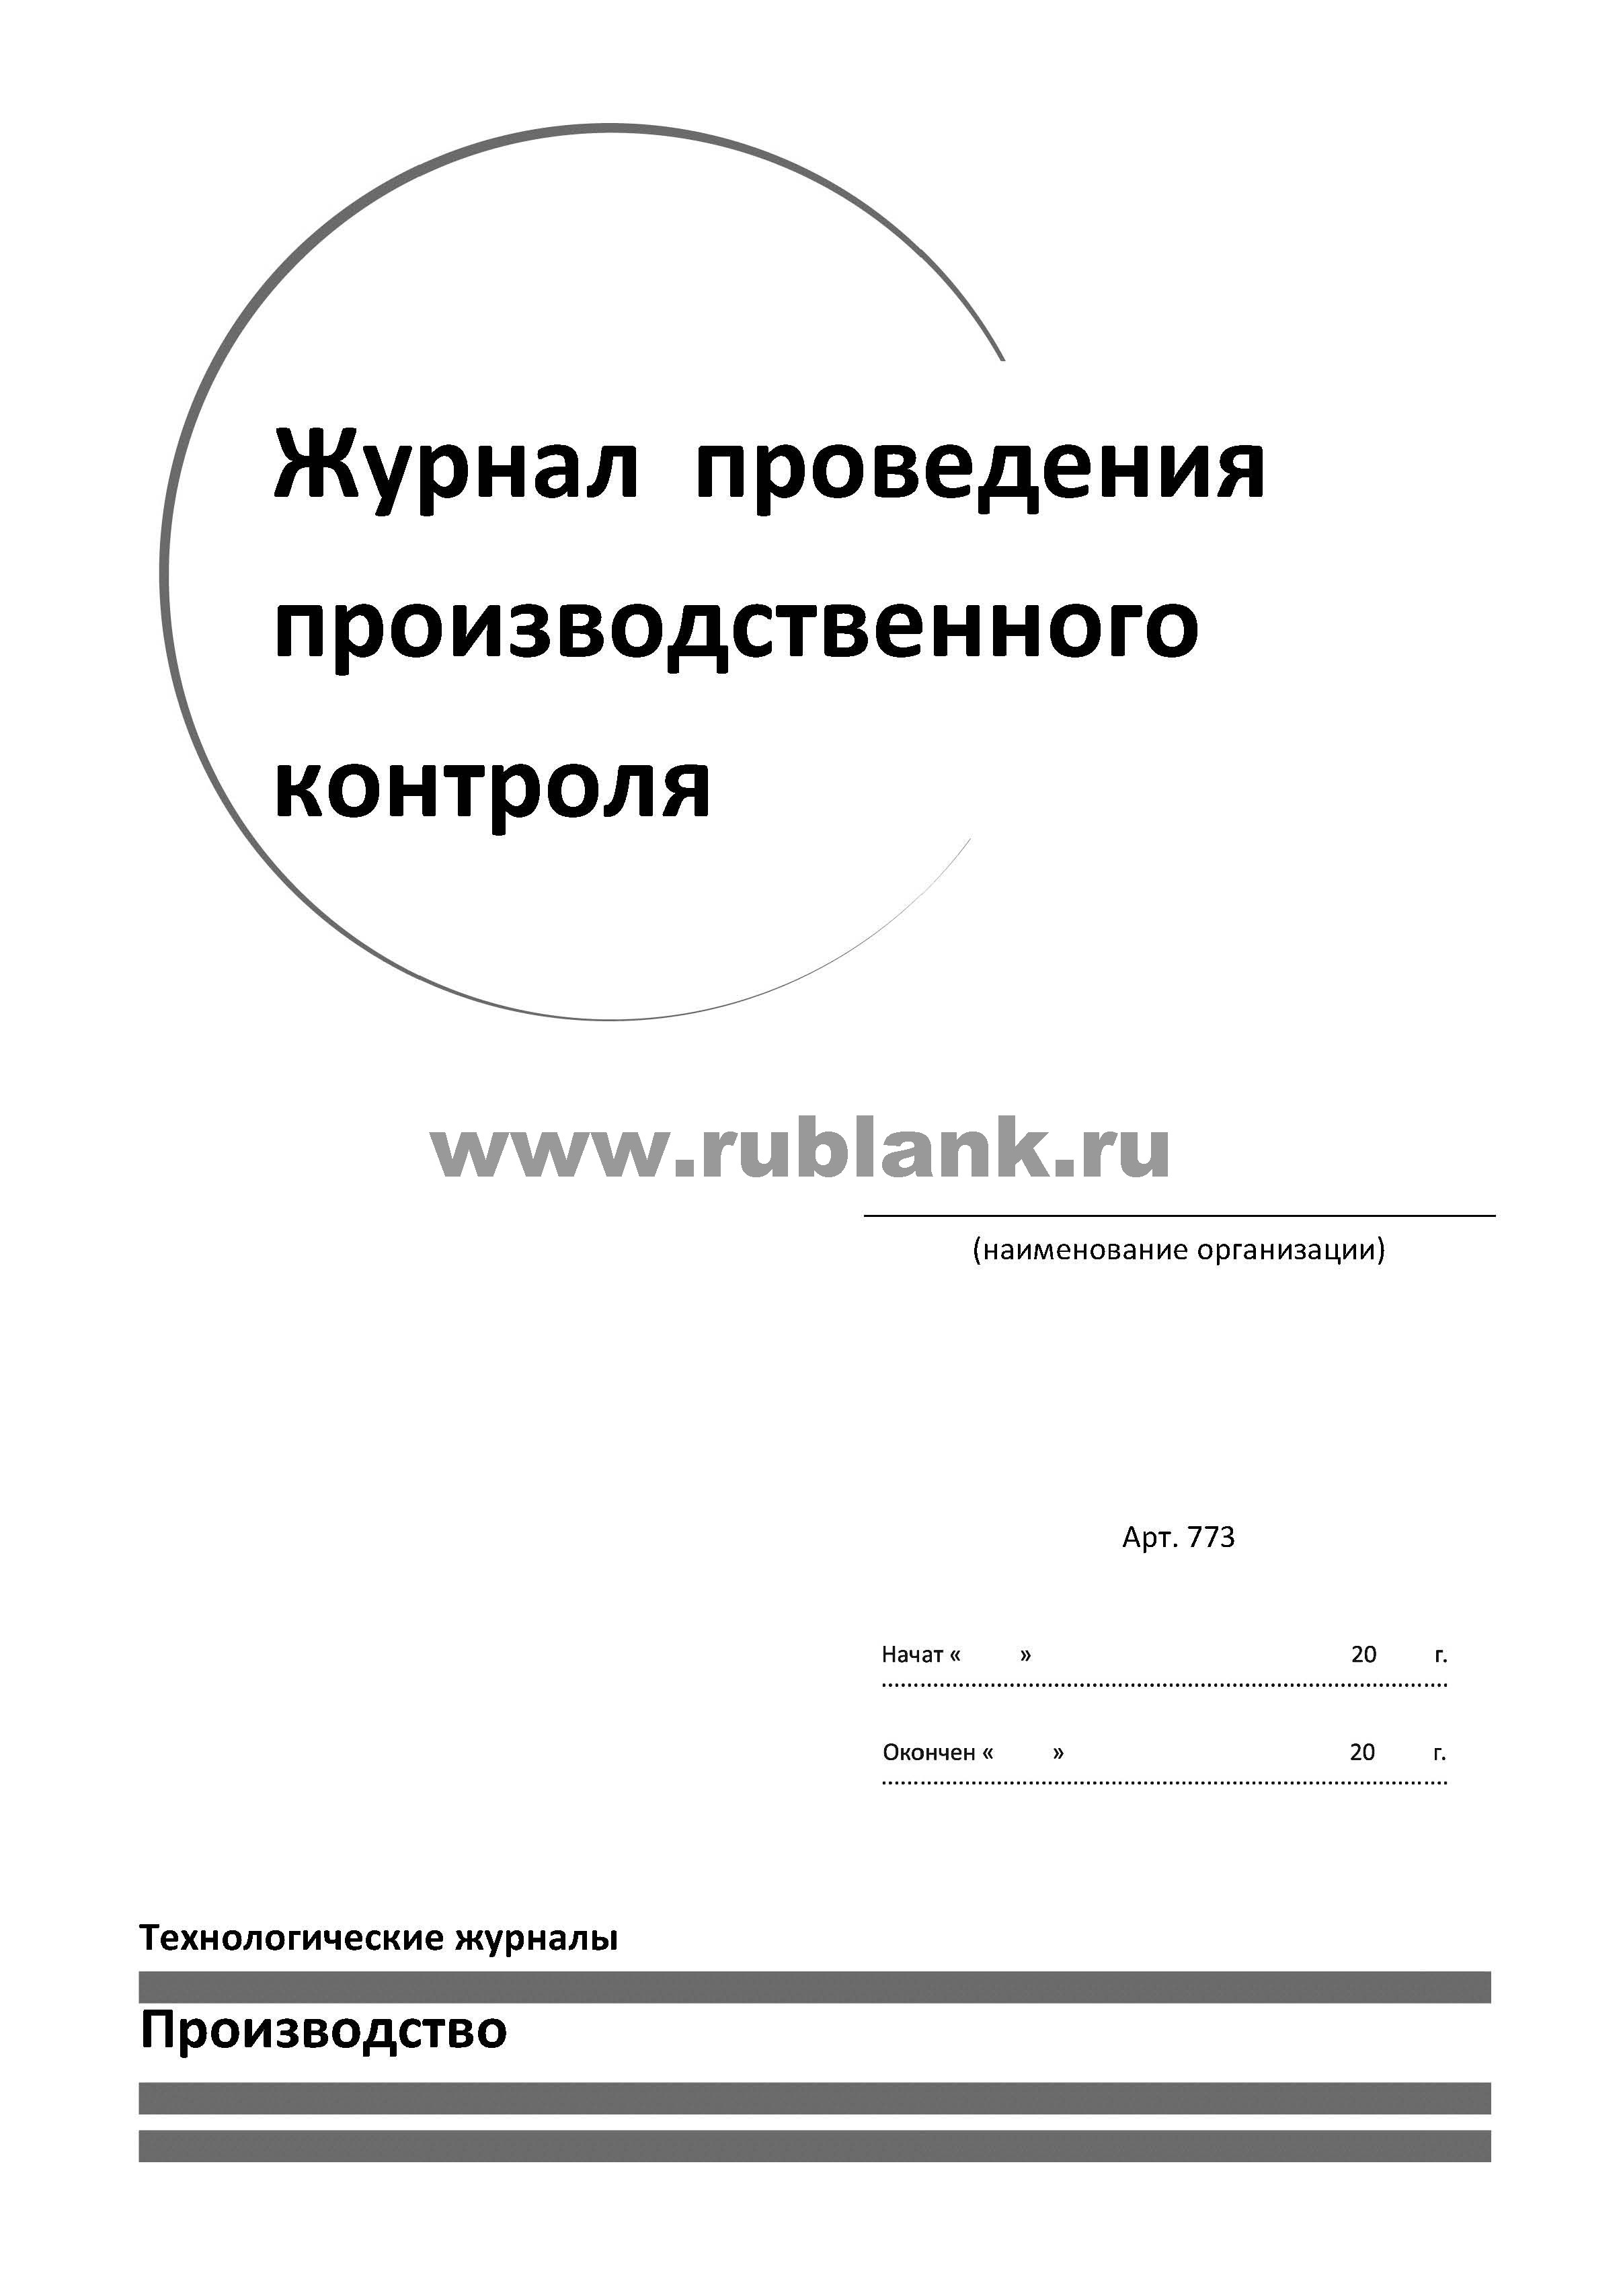 Журнал проведения
производственного
контроля
www.rublank.ru
(наименование организации)
Арт. 773
Начат « » 20 г.
Окончен « » 20 г.
Технологические журналы
Производство